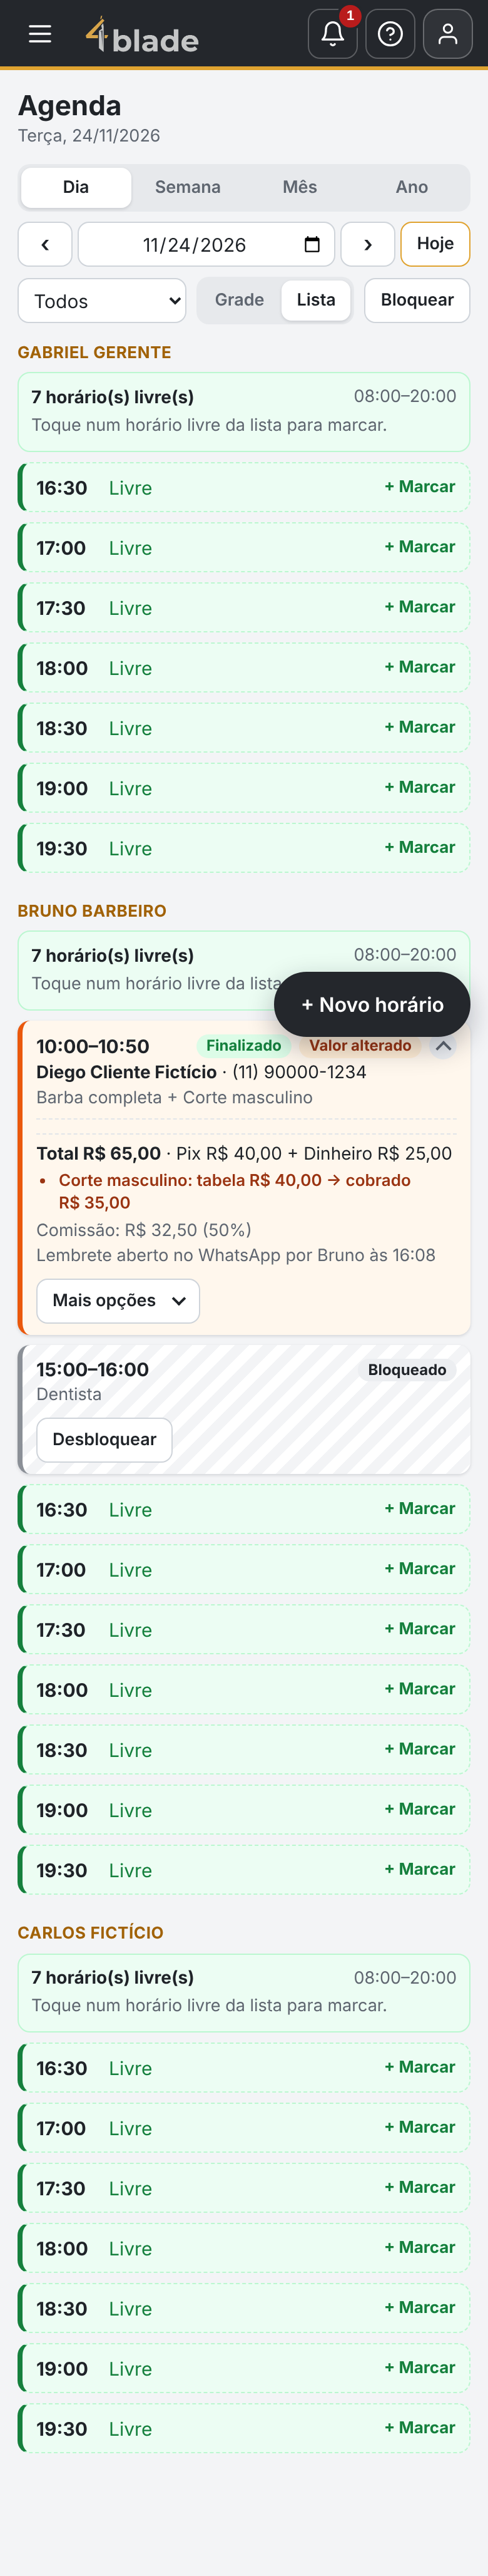 4blade
1
Agenda
Terça, 24/11/2026
Dia Semana Mês Ano
‹ 11/24/2026 › Hoje
Todos Grade Lista Bloquear
GABRIEL GERENTE
7 horário(s) livre(s) 08:00–20:00
Toque num horário livre da lista para marcar.
16:30 Livre + Marcar
17:00 Livre + Marcar
17:30 Livre + Marcar
18:00 Livre + Marcar
18:30 Livre + Marcar
19:00 Livre + Marcar
19:30 Livre + Marcar
BRUNO BARBEIRO
7 horário(s) livre(s) 08:00–20:00
Toque num horário livre da lista
+ Novo horário
10:00–10:50 Finalizado Valor alterado
Diego Cliente Fictício · (11) 90000-1234
Barba completa + Corte masculino
Total R$ 65,00 · Pix R$ 40,00 + Dinheiro R$ 25,00
• Corte masculino: tabela R$ 40,00 → cobrado
R$ 35,00
Comissão: R$ 32,50 (50%)
Lembrete aberto no WhatsApp por Bruno às 16:08
Mais opções
15:00–16:00 Bloqueado
Dentista
Desbloquear
16:30 Livre + Marcar
17:00 Livre + Marcar
17:30 Livre + Marcar
18:00 Livre + Marcar
18:30 Livre + Marcar
19:00 Livre + Marcar
19:30 Livre + Marcar
CARLOS FICTÍCIO
7 horário(s) livre(s) 08:00–20:00
Toque num horário livre da lista para marcar.
16:30 Livre + Marcar
17:00 Livre + Marcar
17:30 Livre + Marcar
18:00 Livre + Marcar
18:30 Livre + Marcar
19:00 Livre + Marcar
19:30 Livre + Marcar